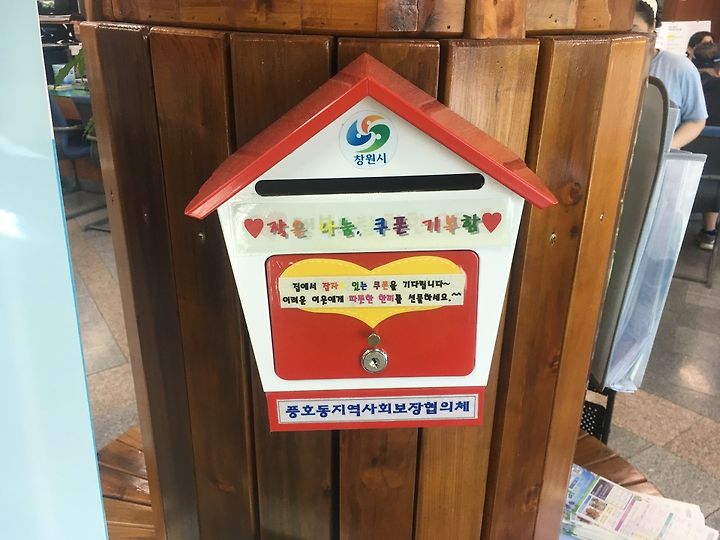 창원시
♥작은 나눔, 쿠폰 기부함♥
집에서 잠자고 있는 쿠폰을 기다립니다~
어려운 이웃에게 따뜻한 한끼를 선물하세요.^^
풍호동지역사회보장협의체